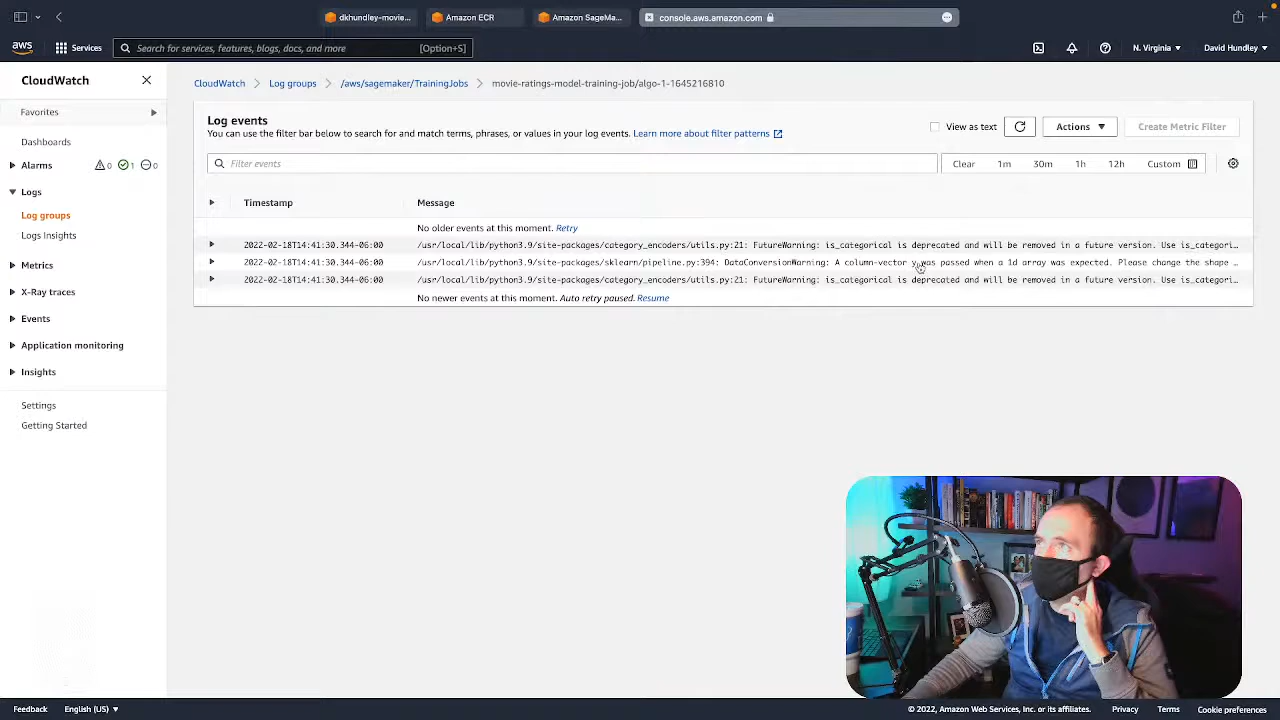 dkhundley-movie...
Amazon ECR
Amazon SageMa...
console.aws.amazon.com
aws
Services
Search for services, features, blogs, docs, and more
[Option+S]
N. Virginia
David Hundley
CloudWatch
Favorites
Dashboards
Alarms
0
1
0
Logs
Log groups
Logs Insights
Metrics
X-Ray traces
Events
Application monitoring
Insights
Settings
Getting Started
CloudWatch
Log groups
/aws/sagemaker/TrainingJobs
movie-ratings-model-training-job/algo-1-1645216810
Log events
You can use the filter bar below to search for and match terms, phrases, or values in your log events. Learn more about filter patterns
View as text
Actions
Create Metric Filter
Filter events
Clear 1m 30m 1h 12h Custom
Timestamp Message
No older events at this moment. Retry
2022-02-18T14:41:30.344-06:00 /usr/local/lib/python3.9/site-packages/category_encoders/utils.py:21: FutureWarning: is_categorical is deprecated and will be removed in a future version. Use is_categori…
2022-02-18T14:41:30.344-06:00 /usr/local/lib/python3.9/site-packages/sklearn/pipeline.py:394: DataConversionWarning: A column-vector y was passed when a 1d array was expected. Please change the shape …
2022-02-18T14:41:30.344-06:00 /usr/local/lib/python3.9/site-packages/category_encoders/utils.py:21: FutureWarning: is_categorical is deprecated and will be removed in a future version. Use is_categori…
No newer events at this moment. Auto retry paused. Resume
Feedback English (US)
© 2022, Amazon Web Services, Inc. or its affiliates. Privacy Terms Cookie preferences